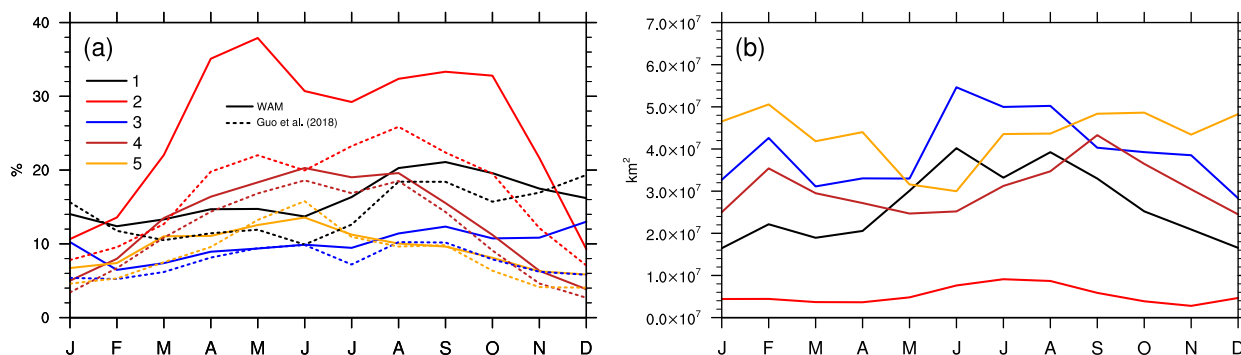 (a)
40
30
20
10
0
%
1
2
3
4
5
WAM
Guo et al. (2018)
J F M A M J J A S O N D
(b)
7.0×10⁷
6.0×10⁷
5.0×10⁷
4.0×10⁷
3.0×10⁷
2.0×10⁷
1.0×10⁷
0.0×10⁷
km²
J F M A M J J A S O N D